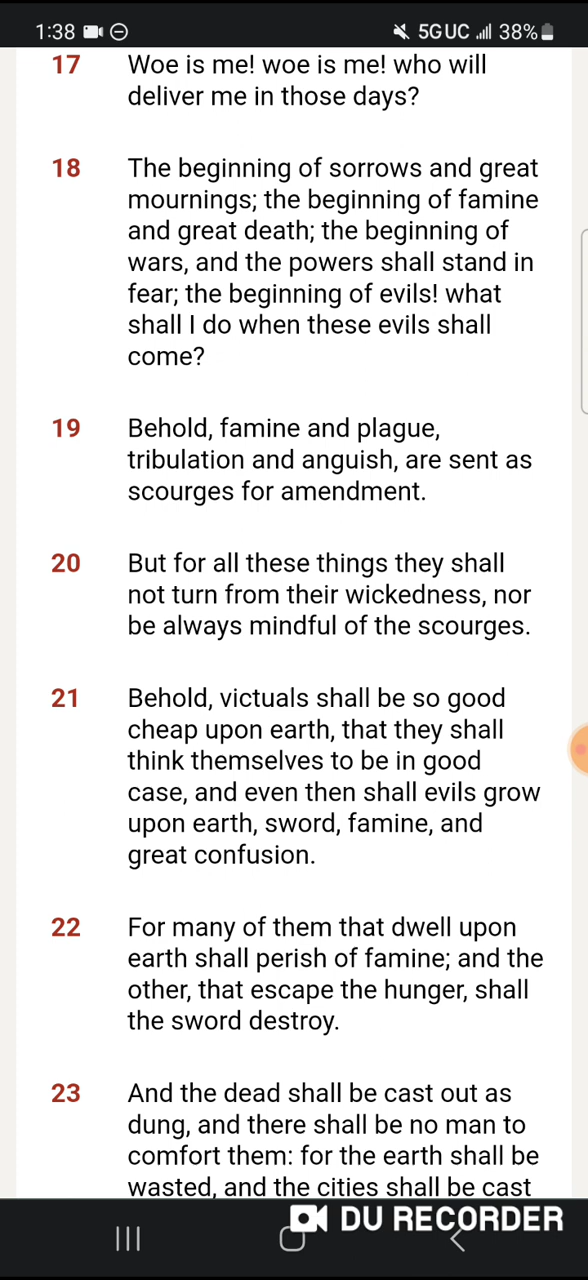 1:38 5GUC 38%
17 Woe is me! woe is me! who will
deliver me in those days?
18 The beginning of sorrows and great
mournings; the beginning of famine
and great death; the beginning of
wars, and the powers shall stand in
fear; the beginning of evils! what
shall I do when these evils shall
come?
19 Behold, famine and plague,
tribulation and anguish, are sent as
scourges for amendment.
20 But for all these things they shall
not turn from their wickedness, nor
be always mindful of the scourges.
21 Behold, victuals shall be so good
cheap upon earth, that they shall
think themselves to be in good
case, and even then shall evils grow
upon earth, sword, famine, and
great confusion.
22 For many of them that dwell upon
earth shall perish of famine; and the
other, that escape the hunger, shall
the sword destroy.
23 And the dead shall be cast out as
dung, and there shall be no man to
comfort them: for the earth shall be
wasted, and the cities shall be cast
DU RECORDER